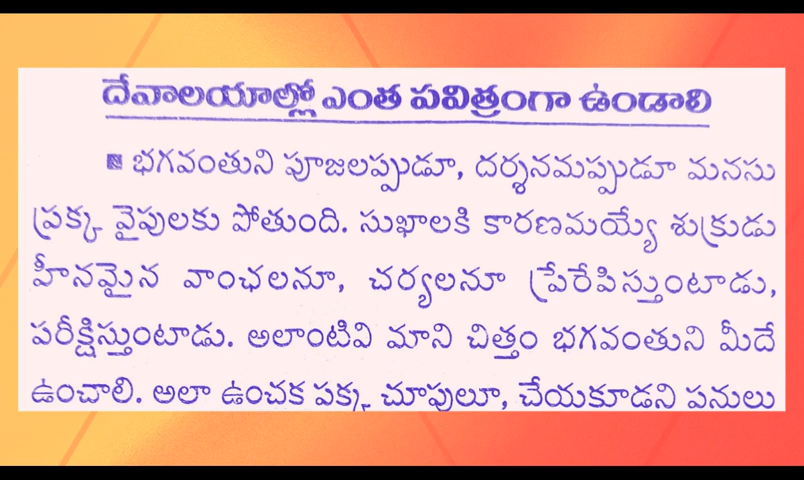 దేవాలయాల్లో ఎంత పవిత్రంగా ఉండాలి
భగవంతుని పూజలప్పుడూ, దర్శనమప్పుడూ మనసు
ప్రక్క వైపులకు పోతుంది. సుఖాలకి కారణమయ్యే శుక్రుడు
హీనమైన వాంఛలనూ, చర్యలనూ ప్రేరేపిస్తుంటాడు,
పరీక్షిస్తుంటాడు. అలాంటివి మాని చిత్తం భగవంతుని మీదే
ఉంచాలి. అలా ఉంచక పక్క చూపులూ, చేయకూడని పనులు